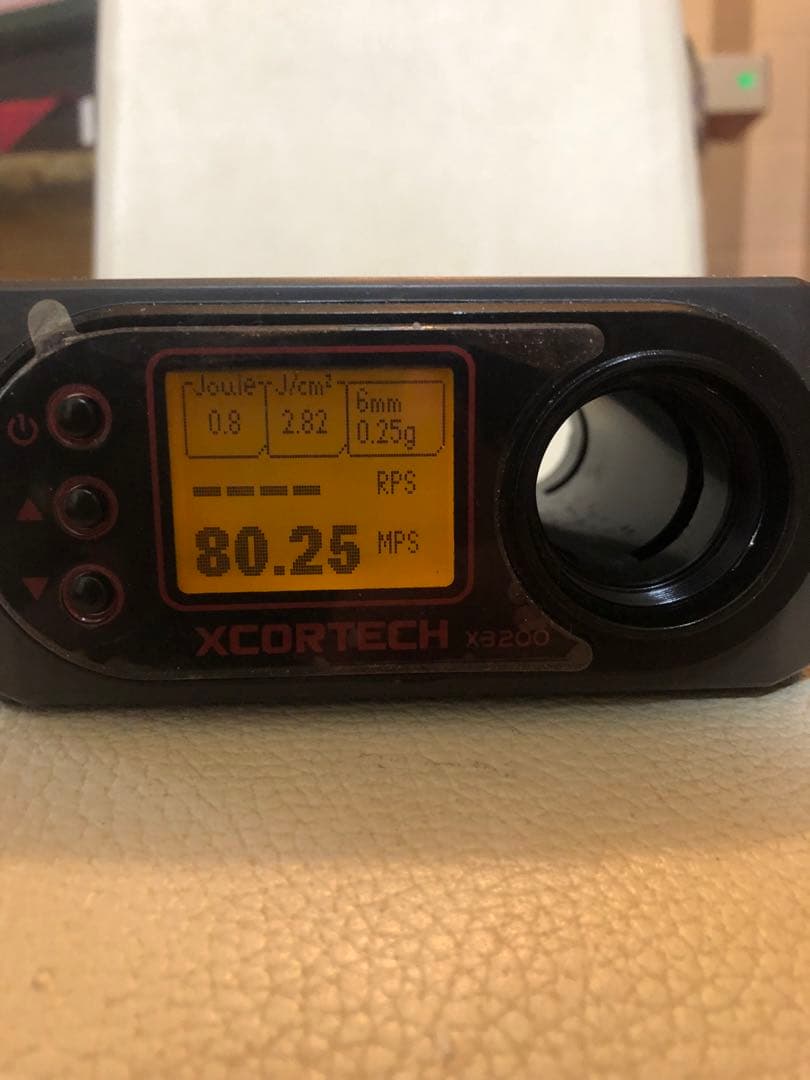 Joule J/cm²
0.8 2.82 6mm
0.25g
---- RPS
80.25 MPS
XCORTECH X3200